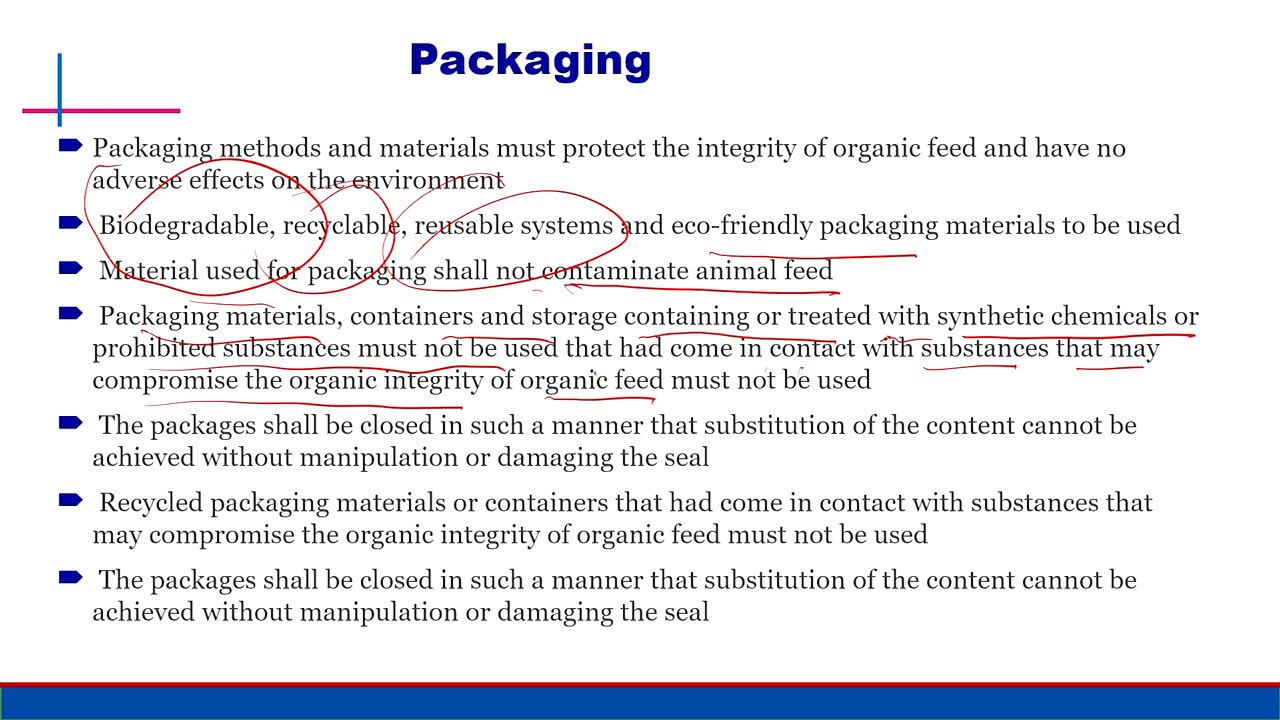 Packaging
Packaging methods and materials must protect the integrity of organic feed and have no
adverse effects on the environment
Biodegradable, recyclable, reusable systems and eco-friendly packaging materials to be used
Material used for packaging shall not contaminate animal feed
Packaging materials, containers and storage containing or treated with synthetic chemicals or
prohibited substances must not be used that had come in contact with substances that may
compromise the organic integrity of organic feed must not be used
The packages shall be closed in such a manner that substitution of the content cannot be
achieved without manipulation or damaging the seal
Recycled packaging materials or containers that had come in contact with substances that
may compromise the organic integrity of organic feed must not be used
The packages shall be closed in such a manner that substitution of the content cannot be
achieved without manipulation or damaging the seal